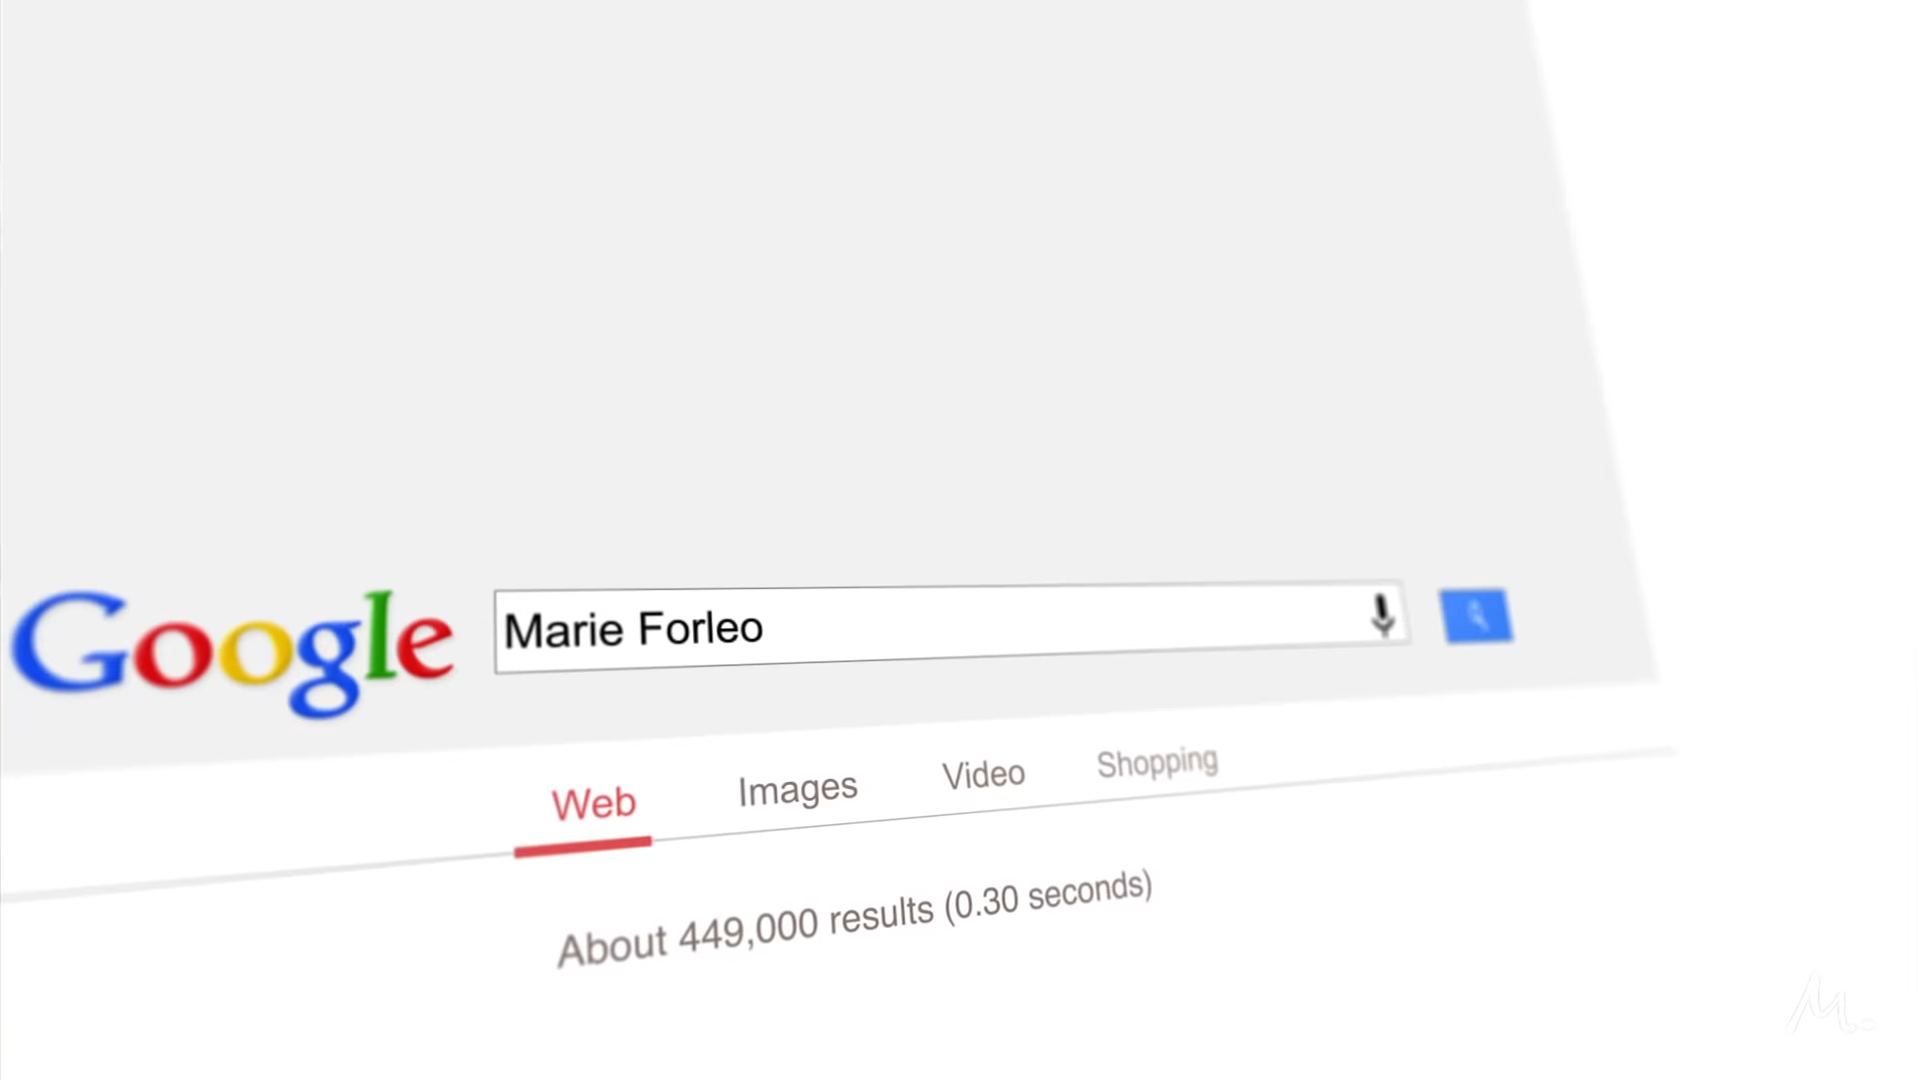 Google
Marie Forleo
Web Images Video Shopping
About 449,000 results (0.30 seconds)
M.